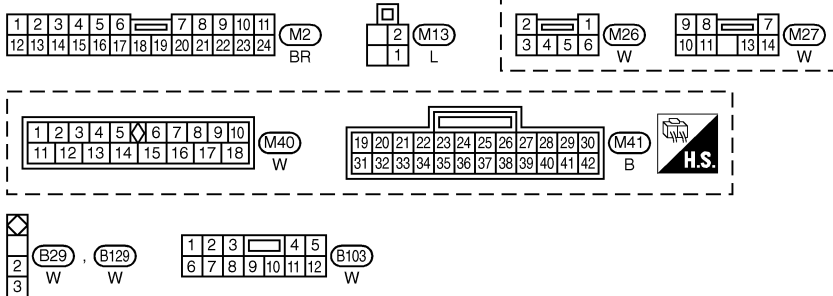 1 2 3 4 5 6 7 8 9 10 11
12 13 14 15 16 17 18 19 20 21 22 23 24
M2
BR
2
1
M13
L
2 1
3 4 5 6
M26
W
9 8 7
10 11 13 14
M27
W
1 2 3 4 5 6 7 8 9 10
11 12 13 14 15 16 17 18
M40
W
19 20 21 22 23 24 25 26 27 28 29 30
31 32 33 34 35 36 37 38 39 40 41 42
M41
B
H.S.
2
3
B29 , B129
W W
1 2 3 4 5
6 7 8 9 10 11 12
B103
W